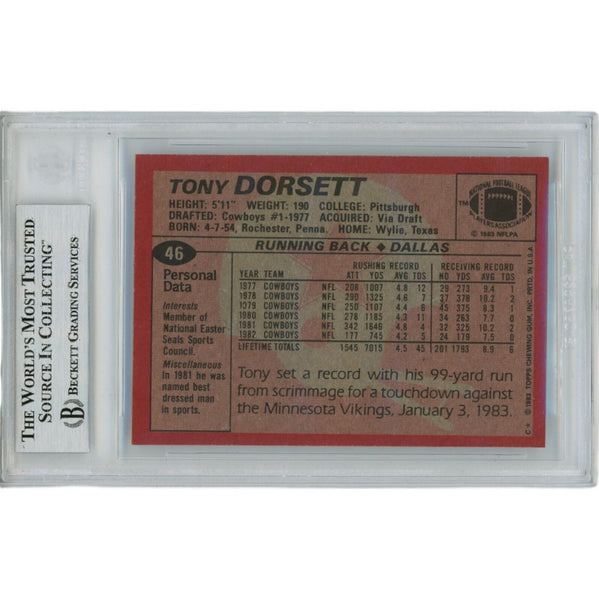 THE WORLD'S MOST TRUSTED
SOURCE IN COLLECTING™
BECKETT GRADING SERVICES
B
TONY DORSETT
HEIGHT: 5'11" WEIGHT: 190 COLLEGE: Pittsburgh
DRAFTED: Cowboys #1-1977 ACQUIRED: Via Draft
BORN: 4-7-54, Rochester, Penna. HOME: Wylie, Texas
NATIONAL FOOTBALL LEAGUE
PLAYERS ASSOCIATION
TM
© 1983 NFLPA
46
RUNNING BACK ◆ DALLAS
Personal
Data
Interests
Member of
National Easter
Seals Sports
Council.
Miscellaneous
In 1981 he was
named best
dressed man
in sports.
RUSHING RECORD RECEIVING RECORD
YEAR TEAM ATT YDS AVG TD NO YDS AVG TDS
1977 COWBOYS NFL 208 1007 4.8 12 29 273 9.4 1
1978 COWBOYS NFL 290 1325 4.6 7 37 378 10.2 2
1979 COWBOYS NFL 250 1107 4.4 6 45 375 8.3 1
1980 COWBOYS NFL 278 1185 4.3 11 34 263 7.7 0
1981 COWBOYS NFL 342 1646 4.8 4 32 325 10.2 2
1982 COWBOYS NFL 177 745 4.2 5 24 179 7.5 0
LIFETIME TOTALS 1545 7015 4.5 45 201 1793 8.9 6
Tony set a record with his 99-yard run
from scrimmage for a touchdown against
the Minnesota Vikings, January 3, 1983.
C* © 1983 TOPPS CHEWING GUM, INC. PRTD. IN U.S.A.